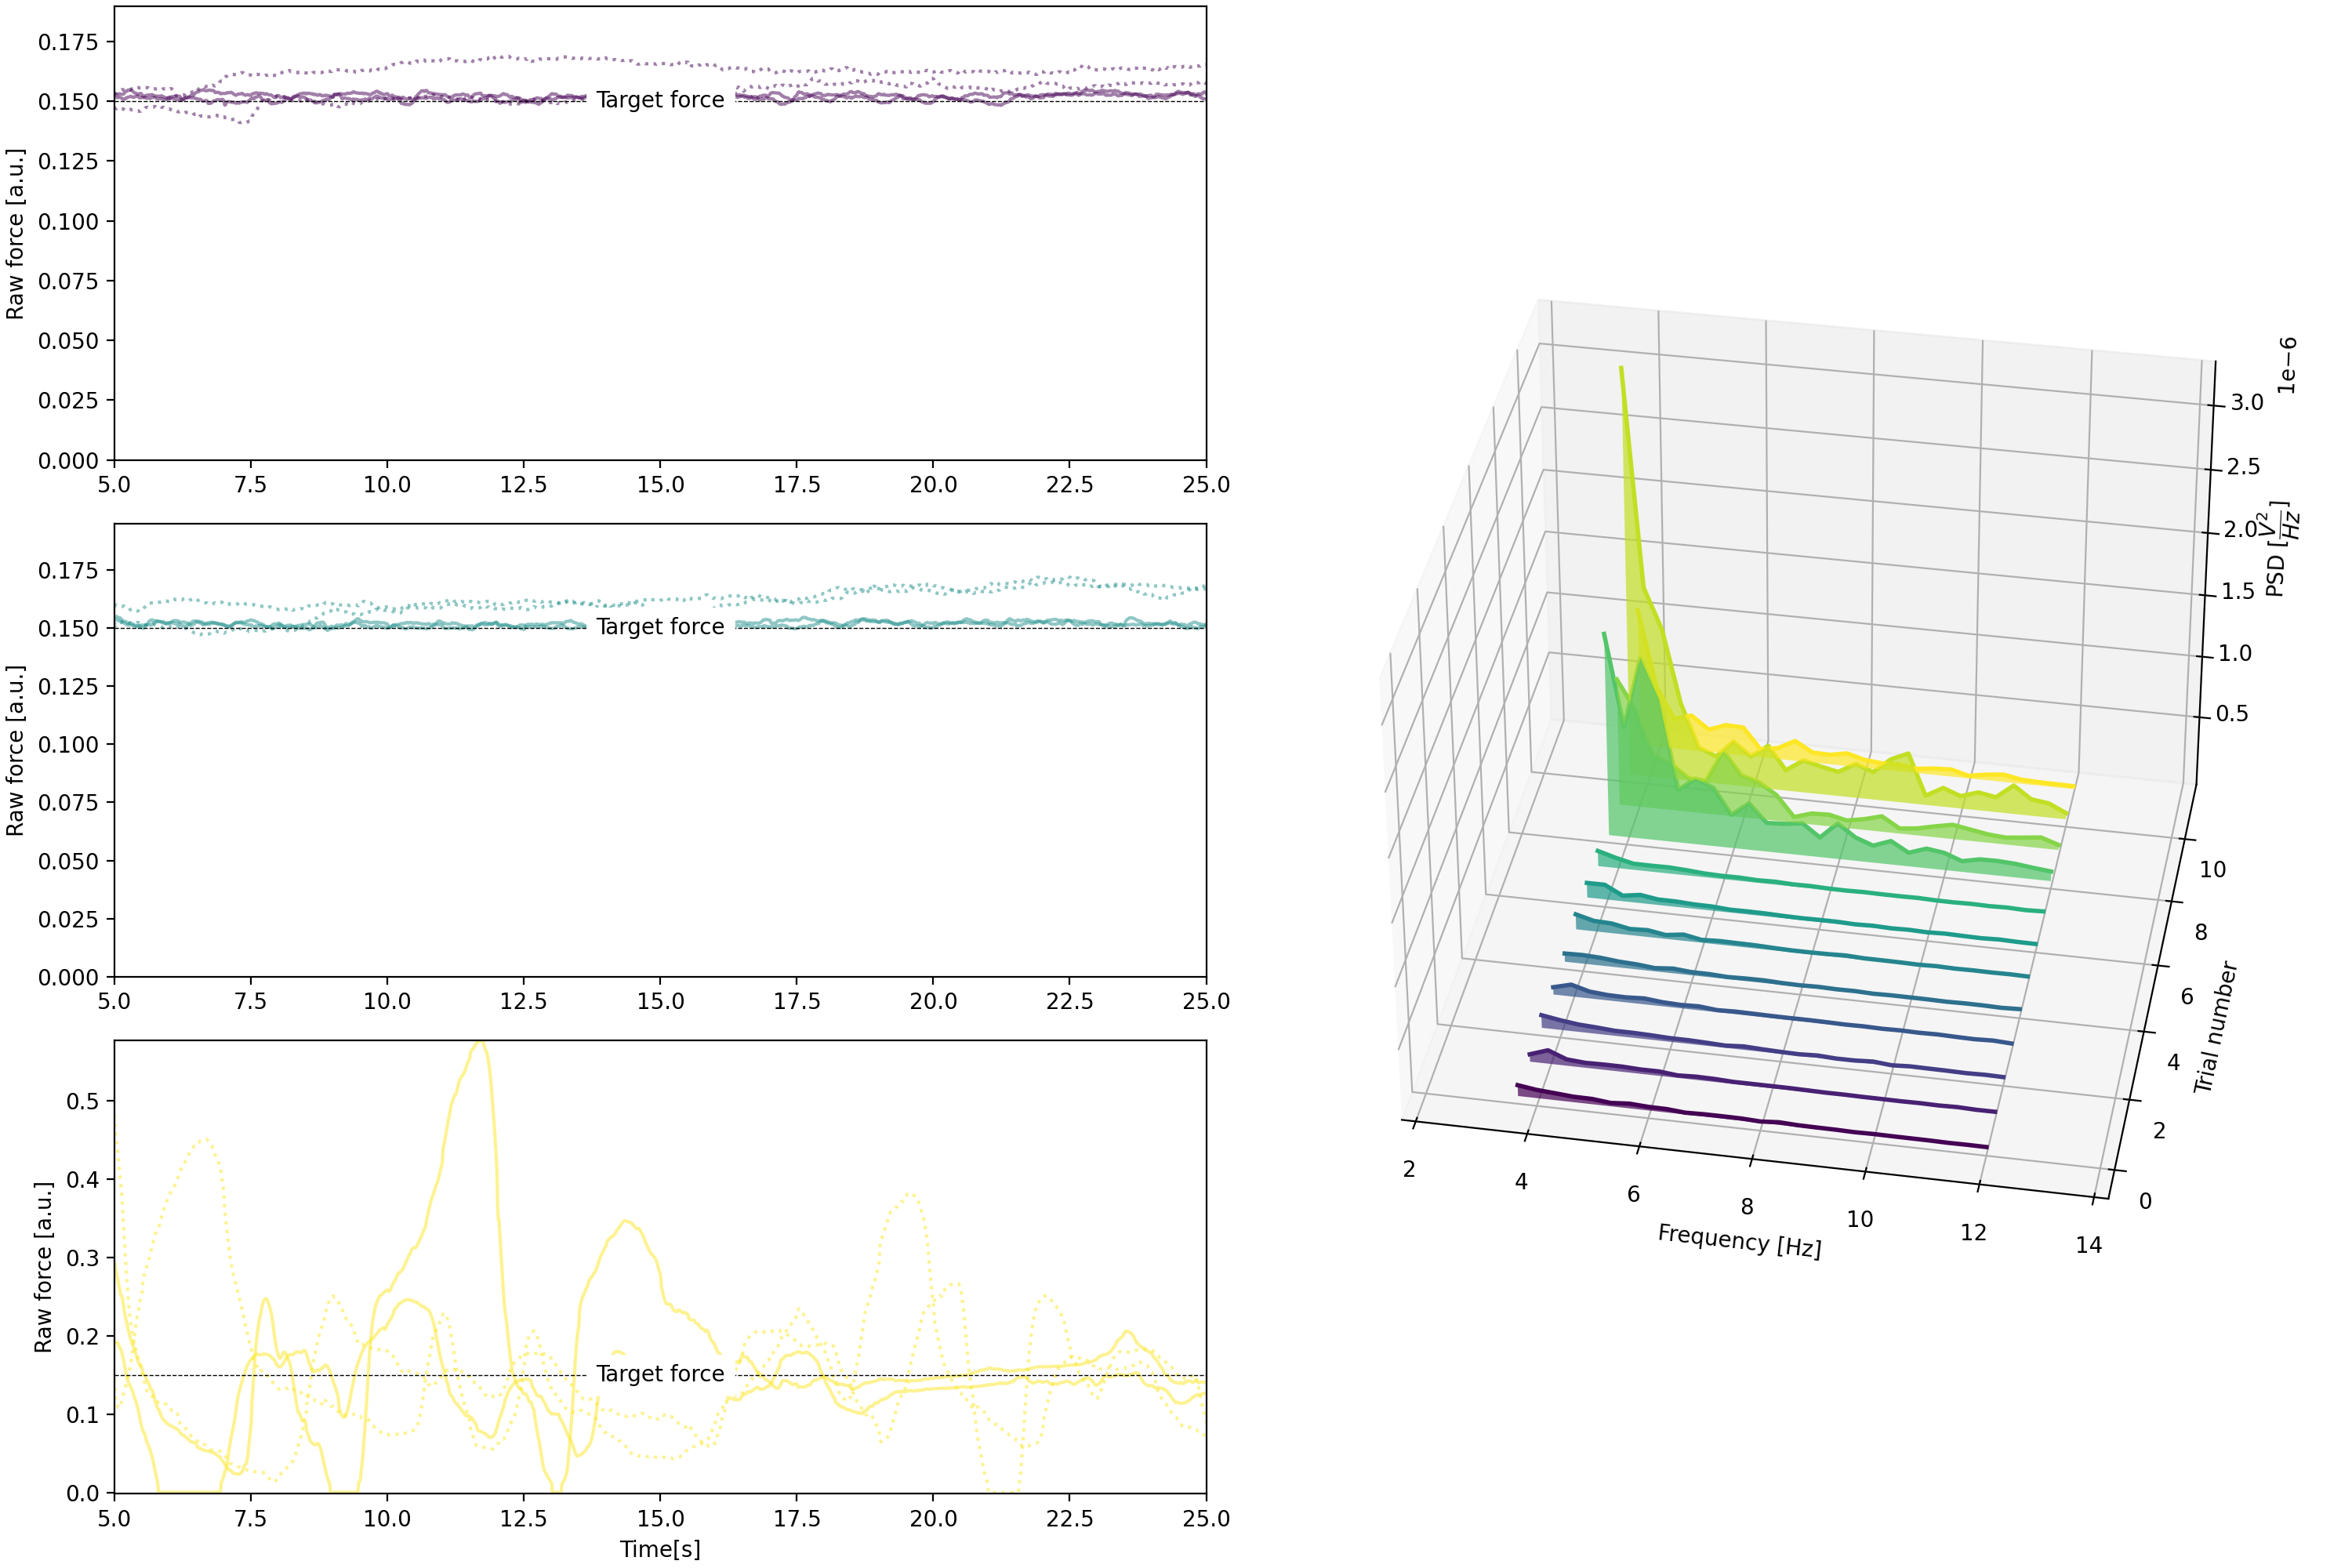 0.175
0.150
0.125
0.100
0.075
0.050
0.025
0.000
Raw force [a.u.]
Target force
5.0 7.5 10.0 12.5 15.0 17.5 20.0 22.5 25.0
0.175
0.150
0.125
0.100
0.075
0.050
0.025
0.000
Raw force [a.u.]
Target force
5.0 7.5 10.0 12.5 15.0 17.5 20.0 22.5 25.0
0.5
0.4
0.3
0.2
0.1
0.0
Raw force [a.u.]
Target force
5.0 7.5 10.0 12.5 15.0 17.5 20.0 22.5 25.0
Time[s]
1e−6
3.0
2.5
2.0
1.5
1.0
0.5
PSD [V²/Hz]
10
8
6
4
2
0
Trial number
2 4 6 8 10 12 14
Frequency [Hz]